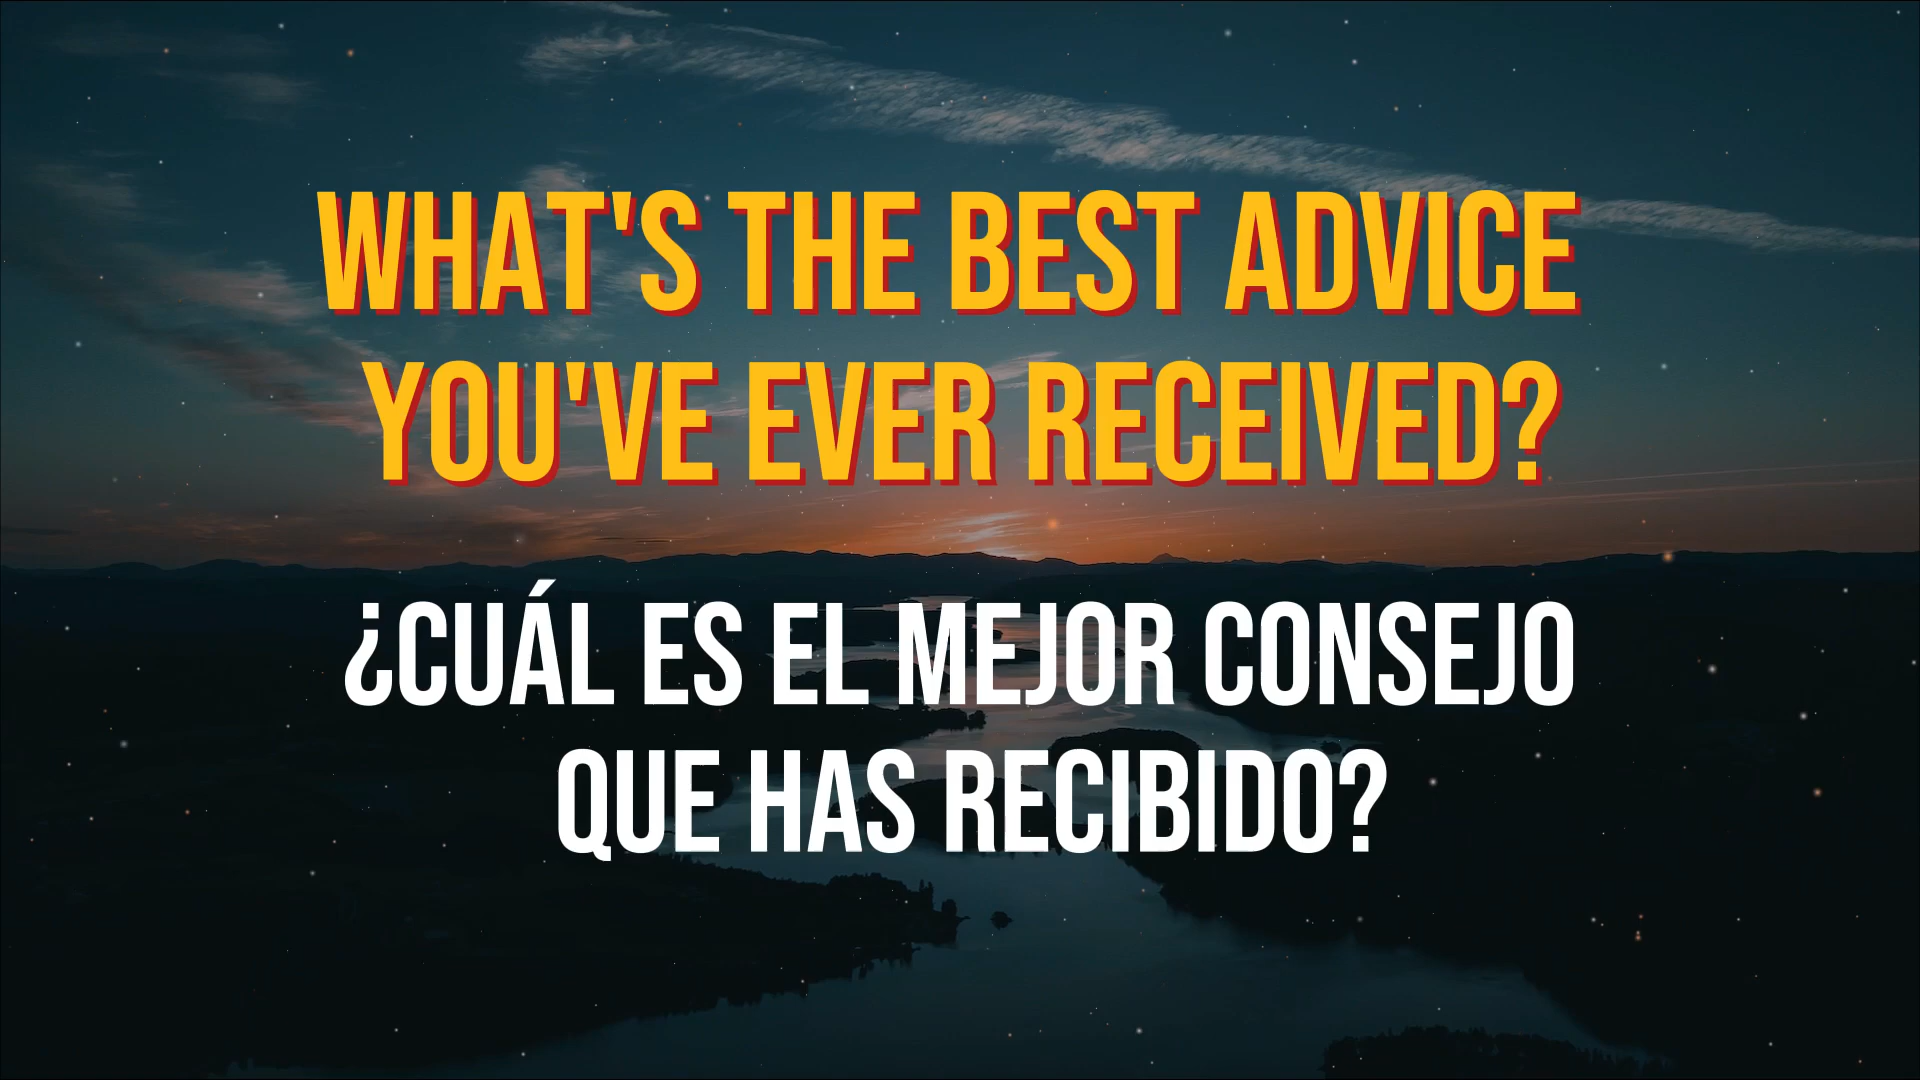 WHAT'S THE BEST ADVICE
YOU'VE EVER RECEIVED?
¿CUÁL ES EL MEJOR CONSEJO
QUE HAS RECIBIDO?